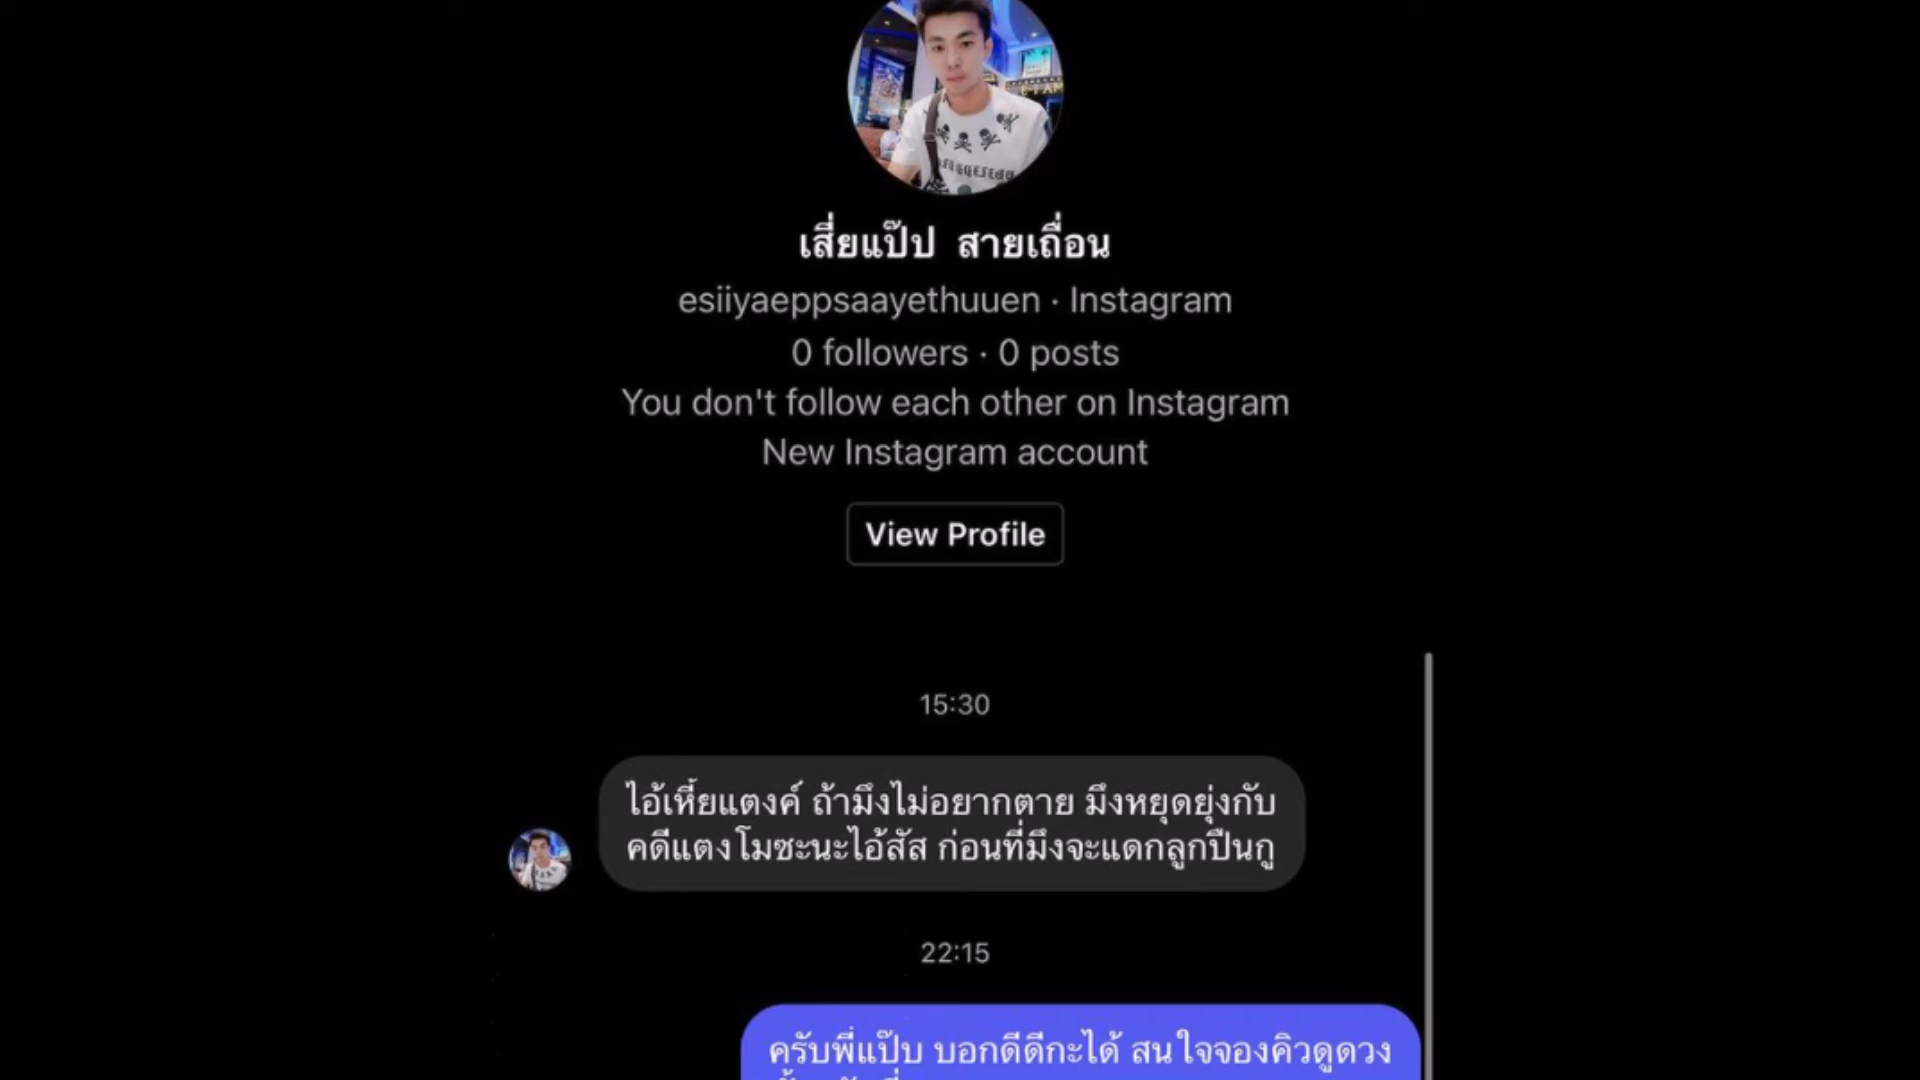 เสี่ยแป๊ป สายเถื่อน
esiiyaeppsaayethuuen · Instagram
0 followers · 0 posts
You don't follow each other on Instagram
New Instagram account
View Profile
15:30
ไอ้เหี้ยแตงค์ ถ้ามึงไม่อยากตาย มึงหยุดยุ่งกับ
คดีแตงโมซะนะไอ้สัส ก่อนที่มึงจะแดกลูกปืนกู
22:15
ครับพี่แป๊บ บอกดีดีกะได้ สนใจจองคิวดูดวง